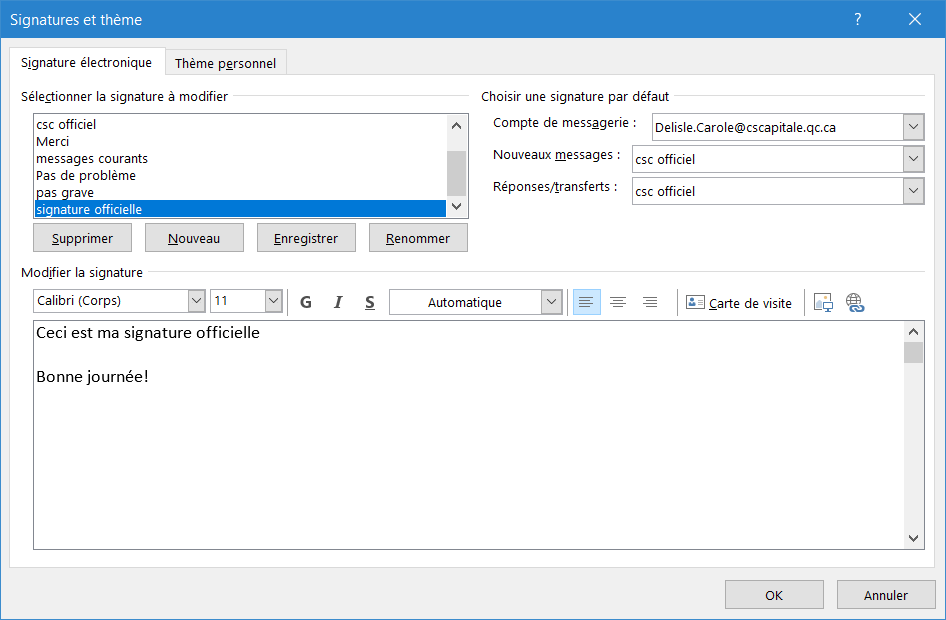 Signatures et thème
Signature électronique
Thème personnel
Sélectionner la signature à modifier
csc officiel
Merci
messages courants
Pas de problème
pas grave
signature officielle
Supprimer
Nouveau
Enregistrer
Renommer
Choisir une signature par défaut
Compte de messagerie : Delisle.Carole@cscapitale.qc.ca
Nouveaux messages : csc officiel
Réponses/transferts : csc officiel
Modifier la signature
Calibri (Corps) 11 G I S Automatique Carte de visite
Ceci est ma signature officielle
Bonne journée!
OK
Annuler